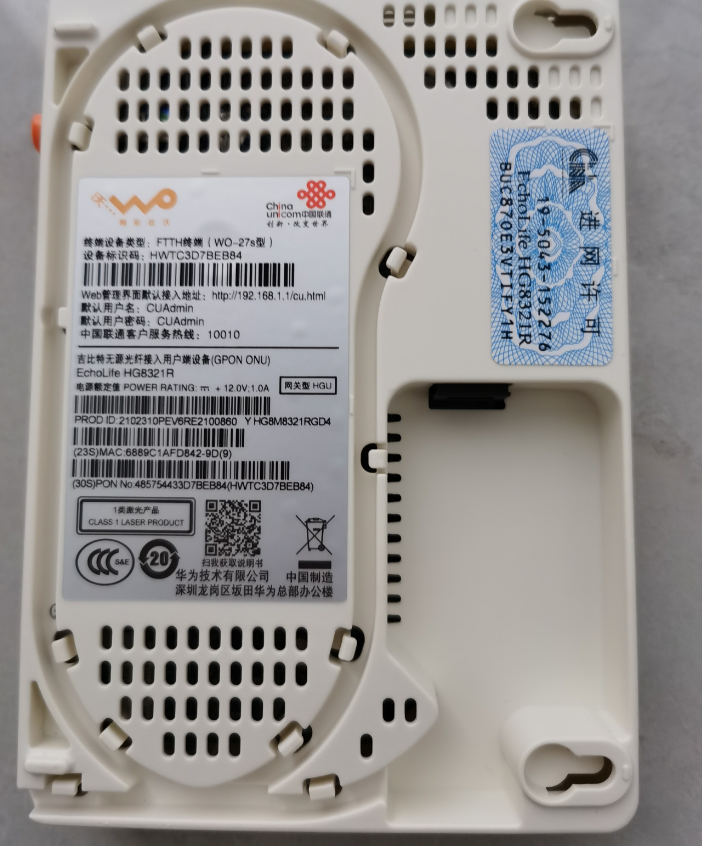 WO
精彩在沃
China
unicom中国联通
创新·改变世界
终端设备类型：FTTH终端（WO-27s型）
设备标识码：HWTC3D7BEB84
Web管理界面默认接入地址：http://192.168.1.1/cu.html
默认用户名：CUAdmin
默认用户密码：CUAdmin
中国联通客户服务热线：10010
吉比特无源光纤接入用户端设备(GPON ONU)
EchoLife HG8321R
电源额定值 POWER RATING: ⎓ + 12.0V;1.0A
网关型 HGU
PROD ID:2102310PEV6RE2100860 Y HG8M8321RGD4
(23S)MAC:6889C1AFD842-9D(9)
(30S)PON No:485754433D7BEB84(HWTC3D7BEB84)
1类激光产品
CLASS 1 LASER PRODUCT
CCC S&E
20
扫我获取说明书
华为技术有限公司 中国制造
深圳龙岗区坂田华为总部办公楼
进网许可
19-5043-152276
EchoLife HG8321R